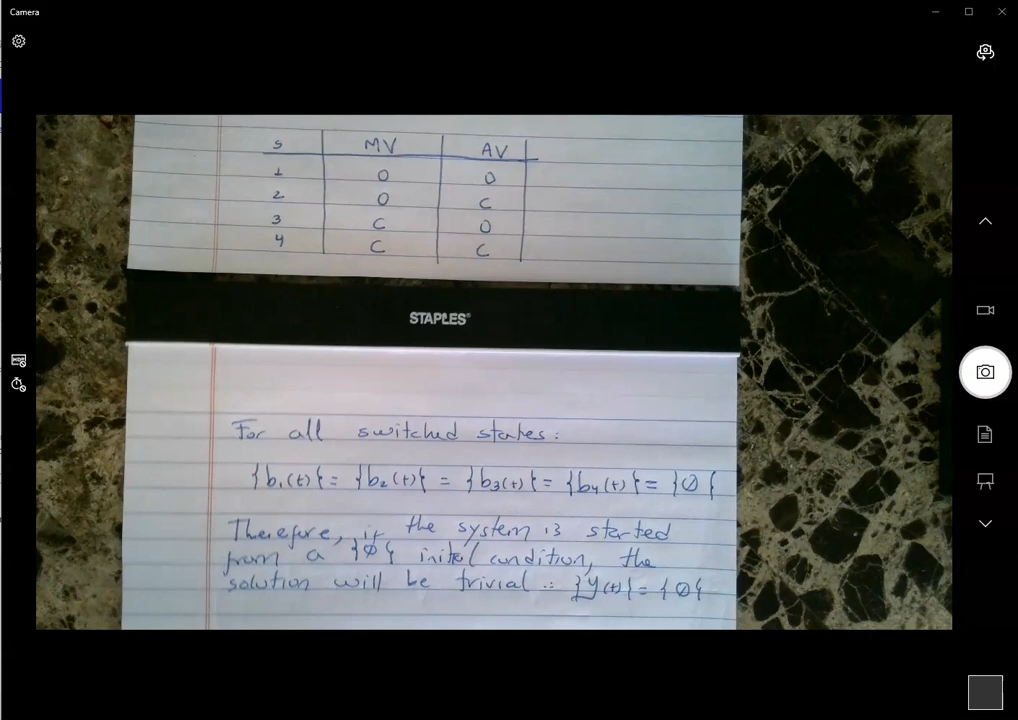 Camera
S MV AV
1 O O
2 O C
3 C O
4 C C
STAPLES®
For all switched states:
{b₁(t)} = {b₂(t)} = {b₃(t)} = {b₄(t)} = {0}
Therefore, if the system is started
from a {0} inital condition, the
solution will be trivial :. {y(t)} = {0}